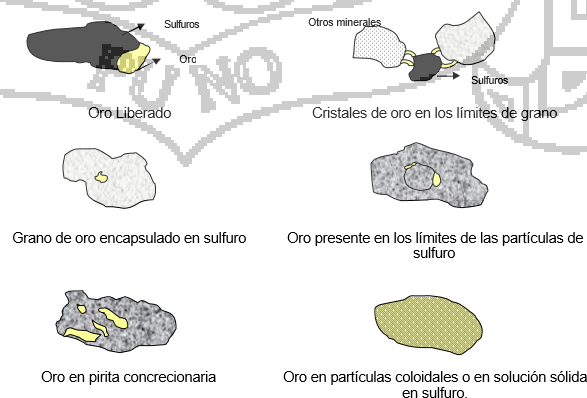 Sulfuros
Oro
Oro Liberado
Otros minerales
Sulfuros
Cristales de oro en los límites de grano
Grano de oro encapsulado en sulfuro
Oro presente en los límites de las partículas de
sulfuro
Oro en pirita concrecionaria
Oro en partículas coloidales o en solución sólida
en sulfuro.
PUNO